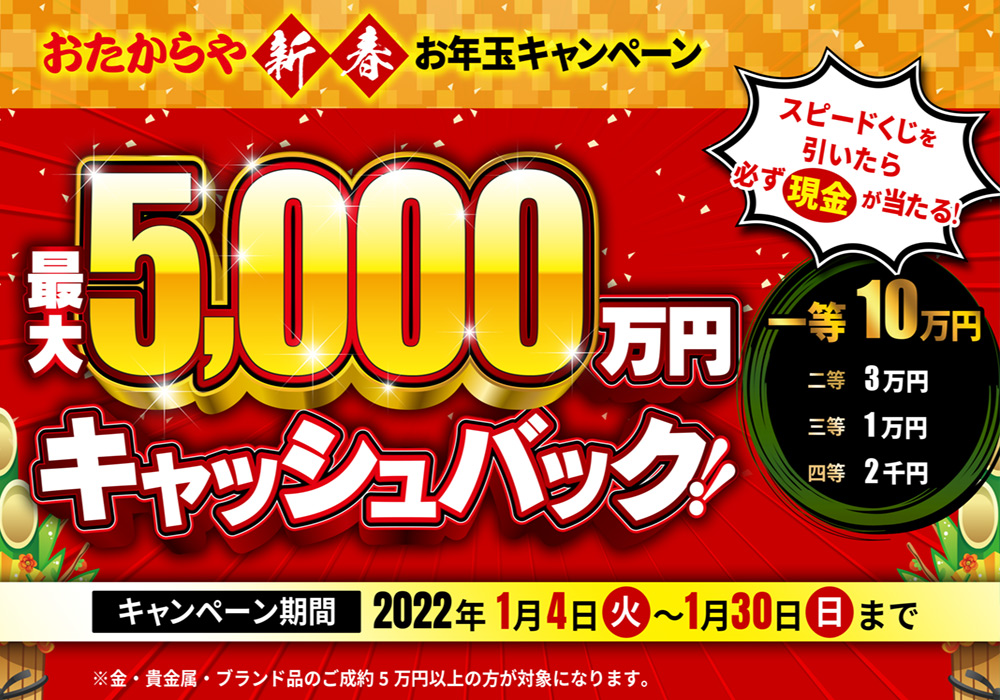 おたからや 新春 お年玉キャンペーン
スピードくじを
引いたら
必ず現金が当たる!
最大5,000万円
キャッシュバック!!
一等 10万円
二等 3万円
三等 1万円
四等 2千円
キャンペーン期間 2022年1月4日火～1月30日日まで
※金・貴金属・ブランド品のご成約5万円以上の方が対象になります。